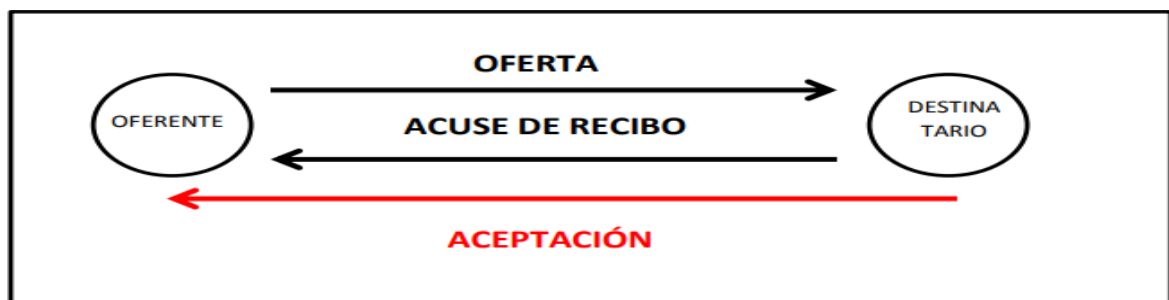 OFERTA
OFERENTE
ACUSE DE RECIBO
DESTINA
TARIO
ACEPTACIÓN